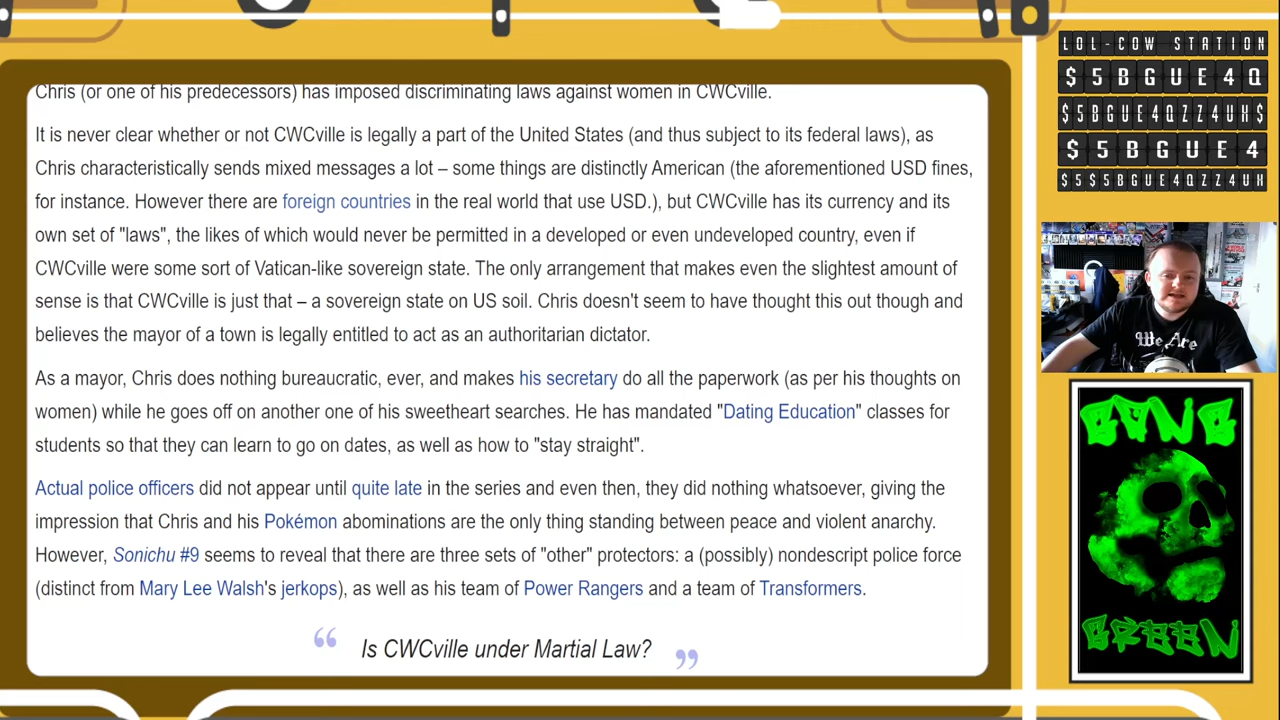 Chris (or one of his predecessors) has imposed discriminating laws against women in CWCville.
It is never clear whether or not CWCville is legally a part of the United States (and thus subject to its federal laws), as
Chris characteristically sends mixed messages a lot – some things are distinctly American (the aforementioned USD fines,
for instance. However there are foreign countries in the real world that use USD.), but CWCville has its currency and its
own set of "laws", the likes of which would never be permitted in a developed or even undeveloped country, even if
CWCville were some sort of Vatican-like sovereign state. The only arrangement that makes even the slightest amount of
sense is that CWCville is just that – a sovereign state on US soil. Chris doesn't seem to have thought this out though and
believes the mayor of a town is legally entitled to act as an authoritarian dictator.
As a mayor, Chris does nothing bureaucratic, ever, and makes his secretary do all the paperwork (as per his thoughts on
women) while he goes off on another one of his sweetheart searches. He has mandated "Dating Education" classes for
students so that they can learn to go on dates, as well as how to "stay straight".
Actual police officers did not appear until quite late in the series and even then, they did nothing whatsoever, giving the
impression that Chris and his Pokémon abominations are the only thing standing between peace and violent anarchy.
However, Sonichu #9 seems to reveal that there are three sets of "other" protectors: a (possibly) nondescript police force
(distinct from Mary Lee Walsh's jerkops), as well as his team of Power Rangers and a team of Transformers.
“ Is CWCville under Martial Law? ”
LOL-COW STATION
$5BGUE4Q
$5BGUE4QZZ4UX$
$5BGUE4
$5$5BGUE4QZZ4UX
We Are
GANG
GREEN